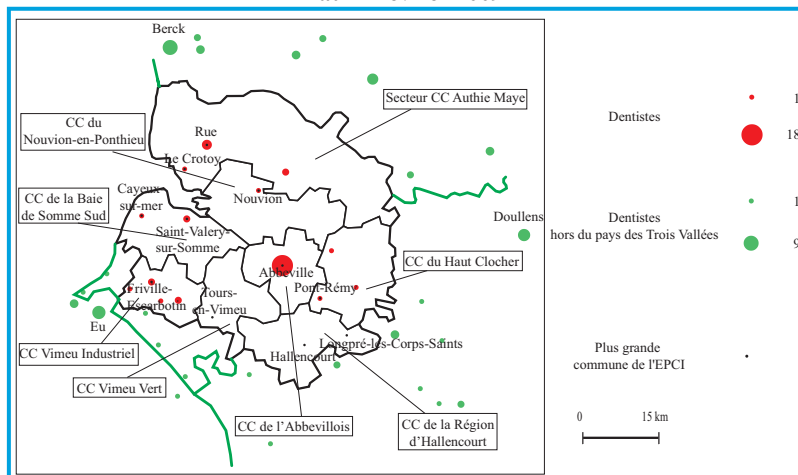 Berck
Secteur CC Authie Maye
CC du
Nouvion-en-Ponthieu
Rue
Le Crotoy
Nouvion
CC de la Baie
de Somme Sud
Cayeux
sur-mer
Saint-Valery-
sur-Somme
Doullens
Abbeville
CC du Haut Clocher
Pont-Rémy
Friville-
Escarbotin
Tours-
en-Vimeu
Eu
Longpré-les-Corps-Saints
Hallencourt
CC Vimeu Industriel
CC Vimeu Vert
CC de l'Abbevillois
CC de la Région
d'Hallencourt
Dentistes
1
18
Dentistes
hors du pays des Trois Vallées
1
9
Plus grande
commune de l'EPCI
0 15 km